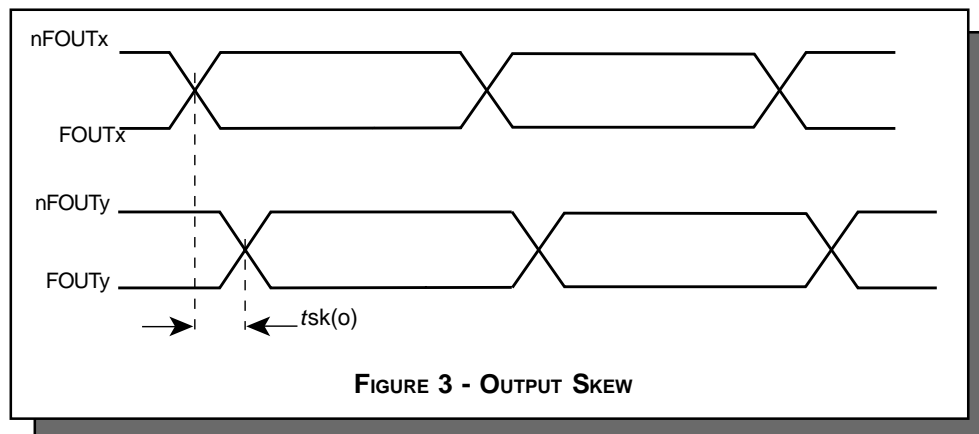 nFOUTx
FOUTx
nFOUTy
FOUTy
tsk(o)
FIGURE 3 - OUTPUT SKEW